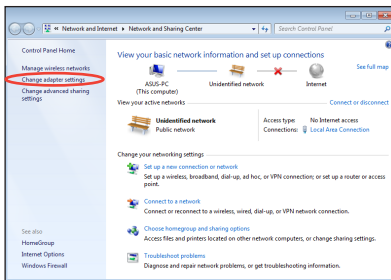 « Network and Internet ▸ Network and Sharing Center
Search Control Panel
Control Panel Home
Manage wireless networks
Change adapter settings
Change advanced sharing
settings
See also
HomeGroup
Internet Options
Windows Firewall
View your basic network information and set up connections
See full map
ASUS-PC
(This computer)
Unidentified network
Internet
View your active networks
Connect or disconnect
Unidentified network
Public network
Access type: No Internet access
Connections: Local Area Connection
Change your networking settings
Set up a new connection or network
Set up a wireless, broadband, dial-up, ad hoc, or VPN connection; or set up a router or access
point.
Connect to a network
Connect or reconnect to a wireless, wired, dial-up, or VPN network connection.
Choose homegroup and sharing options
Access files and printers located on other network computers, or change sharing settings.
Troubleshoot problems
Diagnose and repair network problems, or get troubleshooting information.